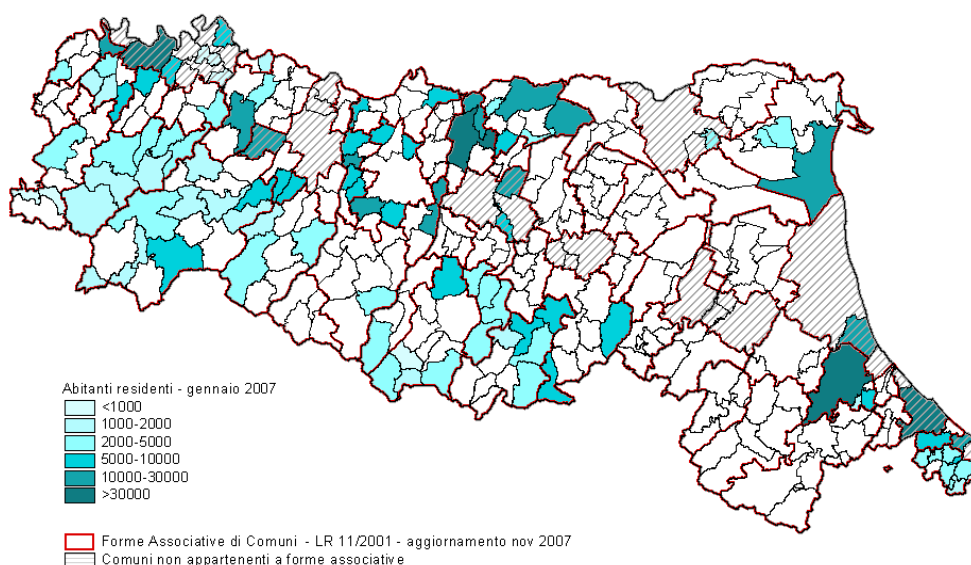 Abitanti residenti - gennaio 2007
<1000
1000-2000
2000-5000
5000-10000
10000-30000
>30000
Forme Associative di Comuni - LR 11/2001 - aggiornamento nov 2007
Comuni non appartenenti a forme associative